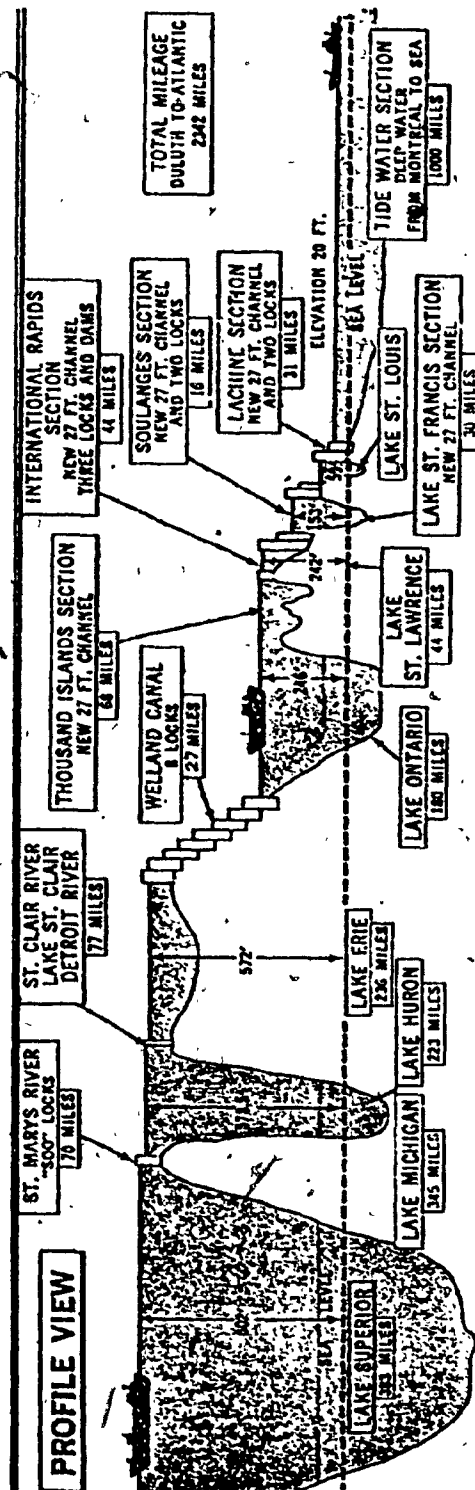 PROFILE VIEW
ST. MARYS RIVER
"SOO" LOCKS
70 MILES
ST. CLAIR RIVER
LAKE ST. CLAIR
DETROIT RIVER
77 MILES
WELLAND CANAL
8 LOCKS
27 MILES
THOUSAND ISLANDS SECTION
NEW 27 FT. CHANNEL
68 MILES
INTERNATIONAL RAPIDS
SECTION
NEW 27 FT. CHANNEL
THREE LOCKS AND DAMS
44 MILES
SOULANGES SECTION
NEW 27 FT. CHANNEL
AND TWO LOCKS
16 MILES
LACHINE SECTION
NEW 27 FT. CHANNEL
AND TWO LOCKS
31 MILES
TOTAL MILEAGE
DULUTH TO ATLANTIC
2342 MILES
572'
246'
242'
153'
ELEVATION 20 FT.
SEA LEVEL
SEA LEVEL
LAKE SUPERIOR
383 MILES
LAKE MICHIGAN
345 MILES
LAKE HURON
223 MILES
LAKE ERIE
236 MILES
LAKE ONTARIO
180 MILES
LAKE
ST. LAWRENCE
44 MILES
LAKE ST. FRANCIS SECTION
NEW 27 FT. CHANNEL
30 MILES
LAKE ST. LOUIS
TIDE WATER SECTION
DEEP WATER
FROM MONTREAL TO SEA
1000 MILES